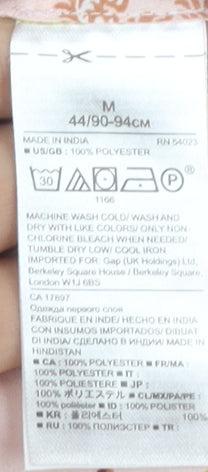 M
44/90-94CM
MADE IN INDIA RN 54023
■ US/GB : 100% POLYESTER
30 P ®
1166
MACHINE WASH COLD/ WASH AND
DRY WITH LIKE COLORS/ ONLY NON-
CHLORINE BLEACH WHEN NEEDED/
TUMBLE DRY LOW/ COOL IRON
IMPORTED FOR: Gap (UK Holdings) Ltd,
Berkeley Square House / Berkeley Square,
London W1J 6BS
CA 17897
Одежда первого слоя
FABRIQUE EN INDE/ HECHO EN INDIA
CON INSUMOS IMPORTADOS/ DIBUAT
DI INDIA/ СДЕЛАНО В ИНДИИ/ MADE IN
HINDISTAN
■ CA : 100% POLYESTER ■ FR/MA :
100% POLYESTER ■ IT :
100% POLIESTERE ■ JP :
100% ポリエステル ■ CL/MX/PA/PE :
100% poliéster ■ ID : 100% POLISTER
■ KR : 폴리에스터 100%
■ RU : 100% ПОЛИЭСТЕР ■ TR :